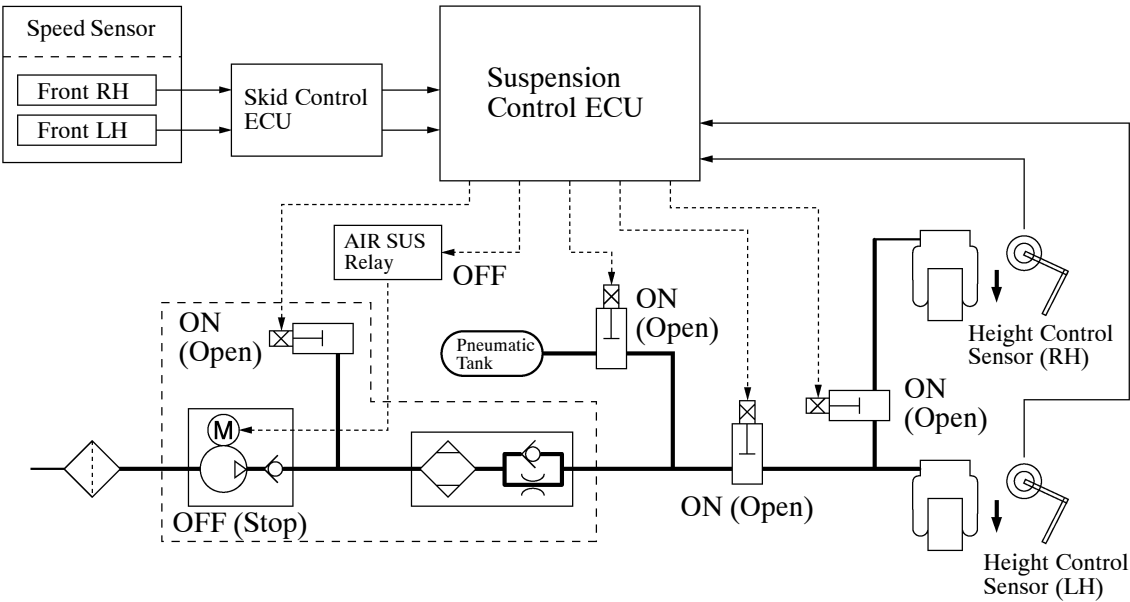 Speed Sensor
Front RH
Front LH
Skid Control
ECU
Suspension
Control ECU
AIR SUS
Relay
OFF
ON
(Open)
ON
(Open)
Pneumatic
Tank
Height Control
Sensor (RH)
ON
(Open)
M
OFF (Stop)
ON (Open)
Height Control
Sensor (LH)